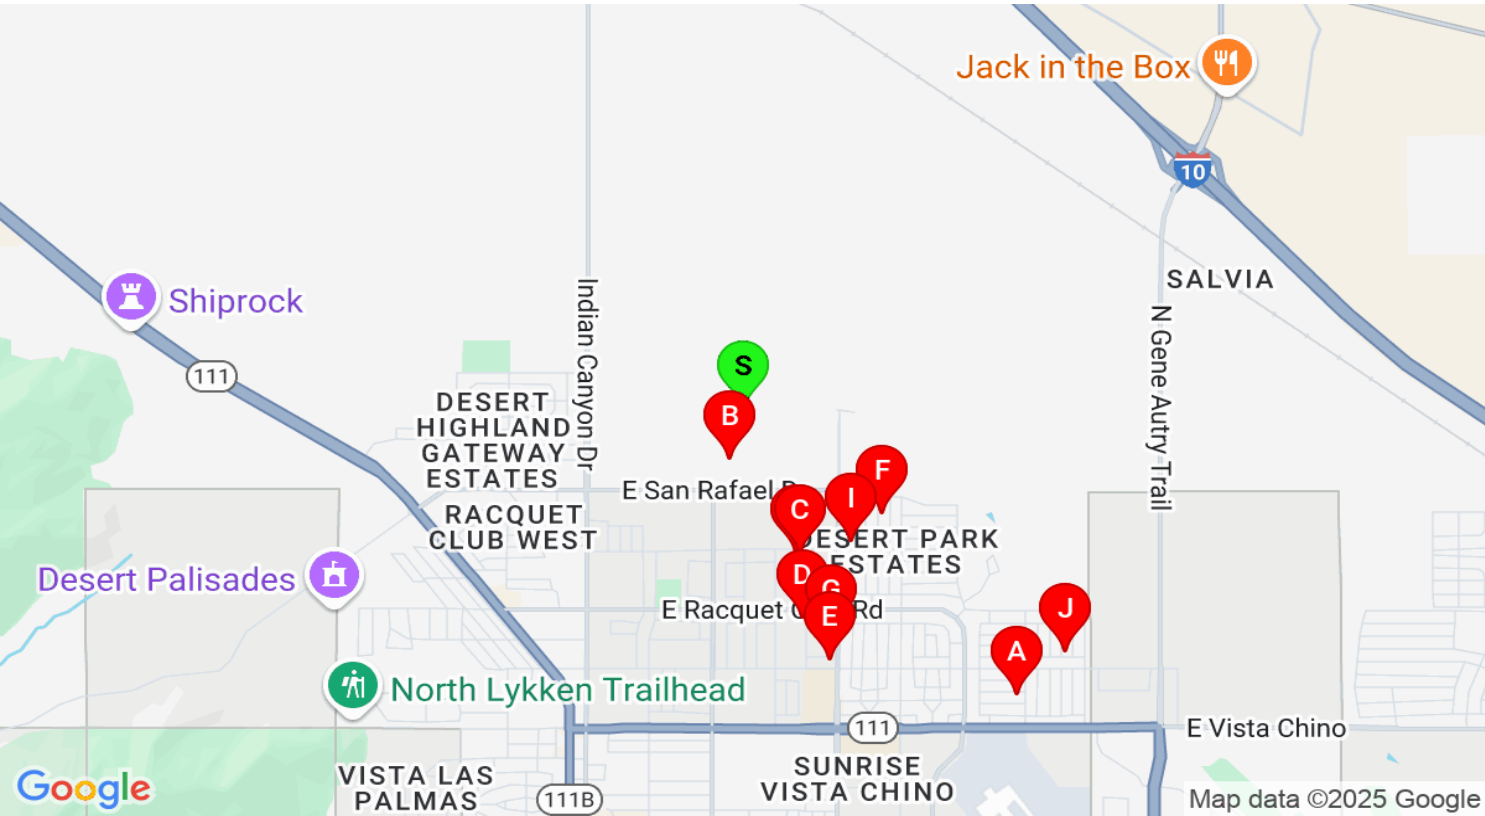 Jack in the Box
10
SALVIA
Shiprock
111
Indian Canyon Dr
N Gene Autry Trail
S
B
DESERT
HIGHLAND
GATEWAY
ESTATES
E San Rafael
F
I
C
RACQUET
CLUB WEST
DESERT PARK
ESTATES
Desert Palisades
D
G
E
E Racquet
Rd
J
A
North Lykken Trailhead
111
E Vista Chino
VISTA LAS
PALMAS
111B
SUNRISE
VISTA CHINO
Google
Map data ©2025 Google